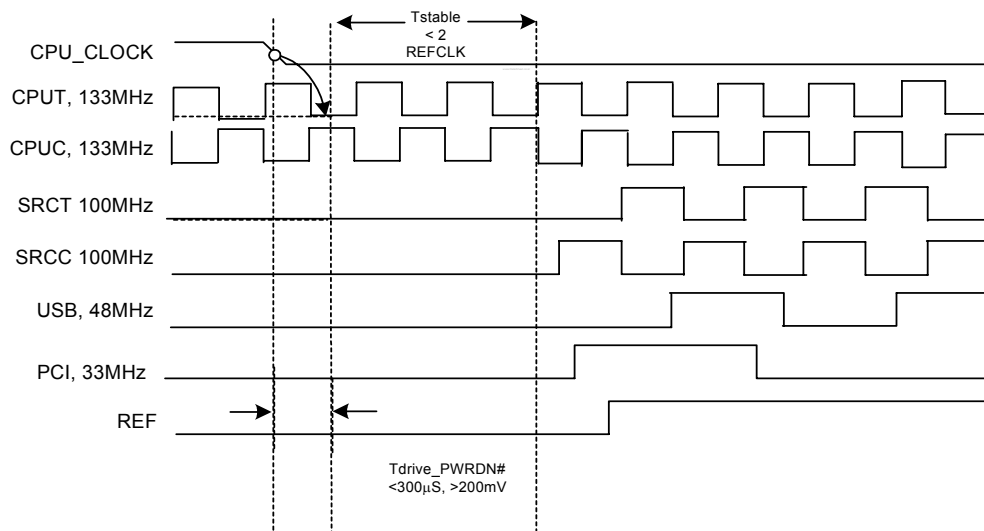 Tstable
< 2
REFCLK
CPU_CLOCK
CPUT, 133MHz
CPUC, 133MHz
SRCT 100MHz
SRCC 100MHz
USB, 48MHz
PCI, 33MHz
REF
Tdrive_PWRDN#
<300µS, >200mV